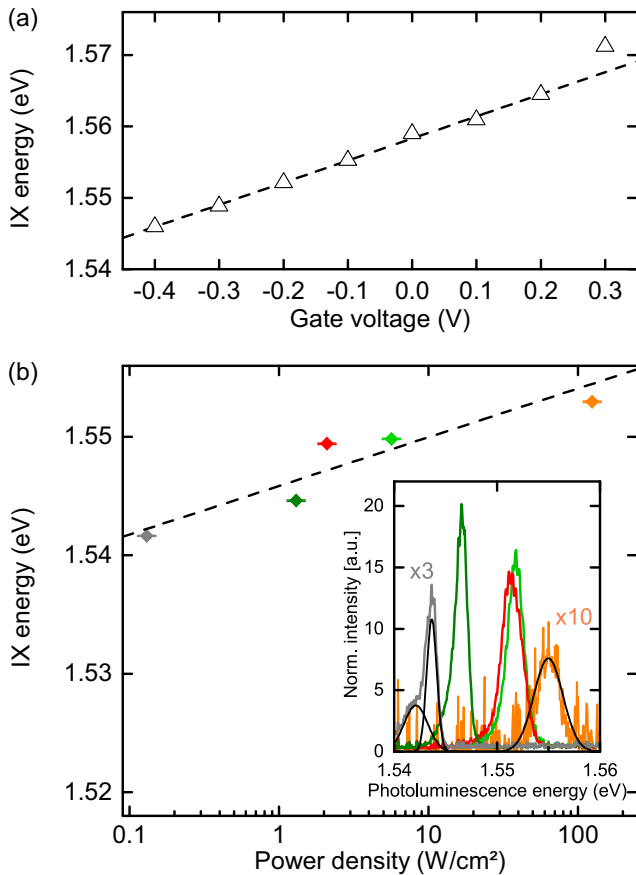 (a)
1.57
1.56
1.55
1.54
IX energy (eV)
-0.4 -0.3 -0.2 -0.1 0.0 0.1 0.2 0.3
Gate voltage (V)
(b)
1.55
1.54
1.53
1.52
IX energy (eV)
0.1 1 10 100
Power density (W/cm²)
20
15
10
5
0
Norm. intensity [a.u.]
x3
x10
1.54 1.55 1.56
Photoluminescence energy (eV)